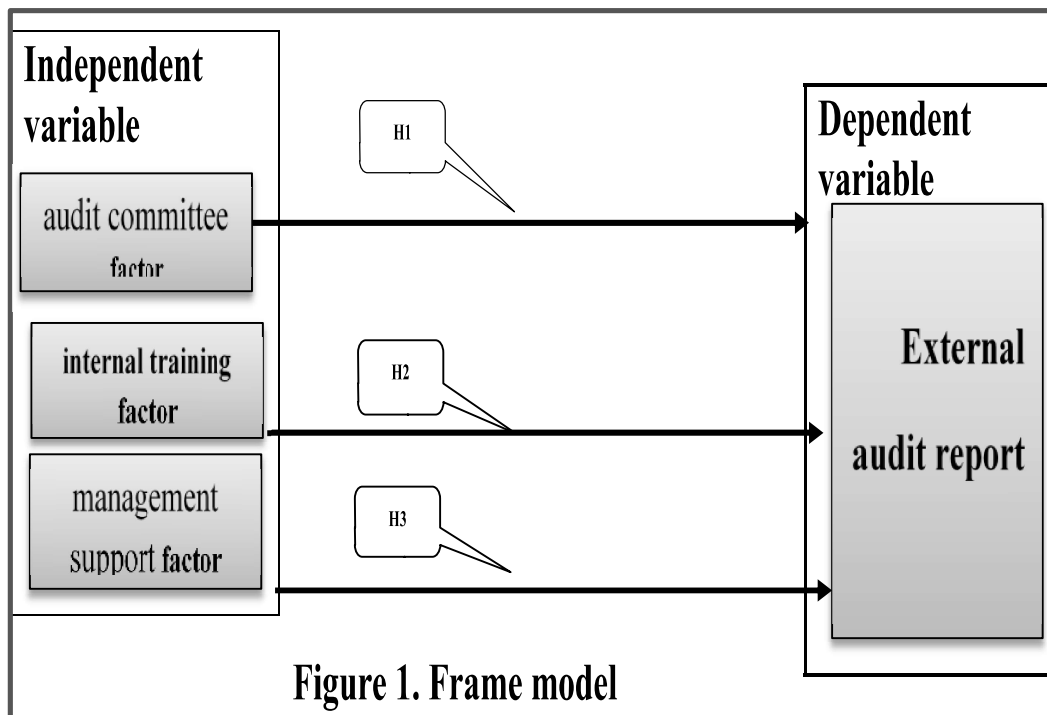 Independent
variable
audit committee
factor
internal training
factor
management
support factor
H1
H2
H3
Dependent
variable
External
audit report
Figure 1. Frame model